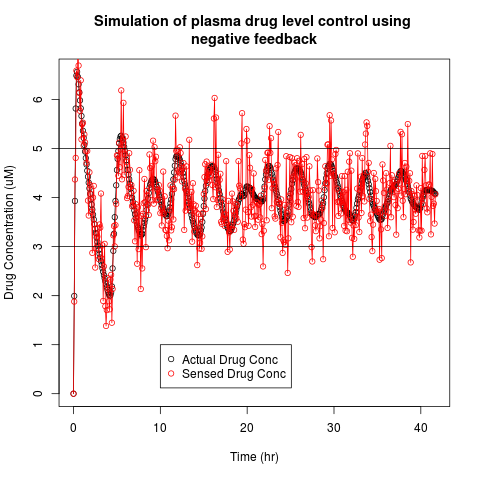 Simulation of plasma drug level control using
negative feedback
Drug Concentration (uM)
6
5
4
3
2
1
0
Actual Drug Conc
Sensed Drug Conc
0
10
20
30
40
Time (hr)